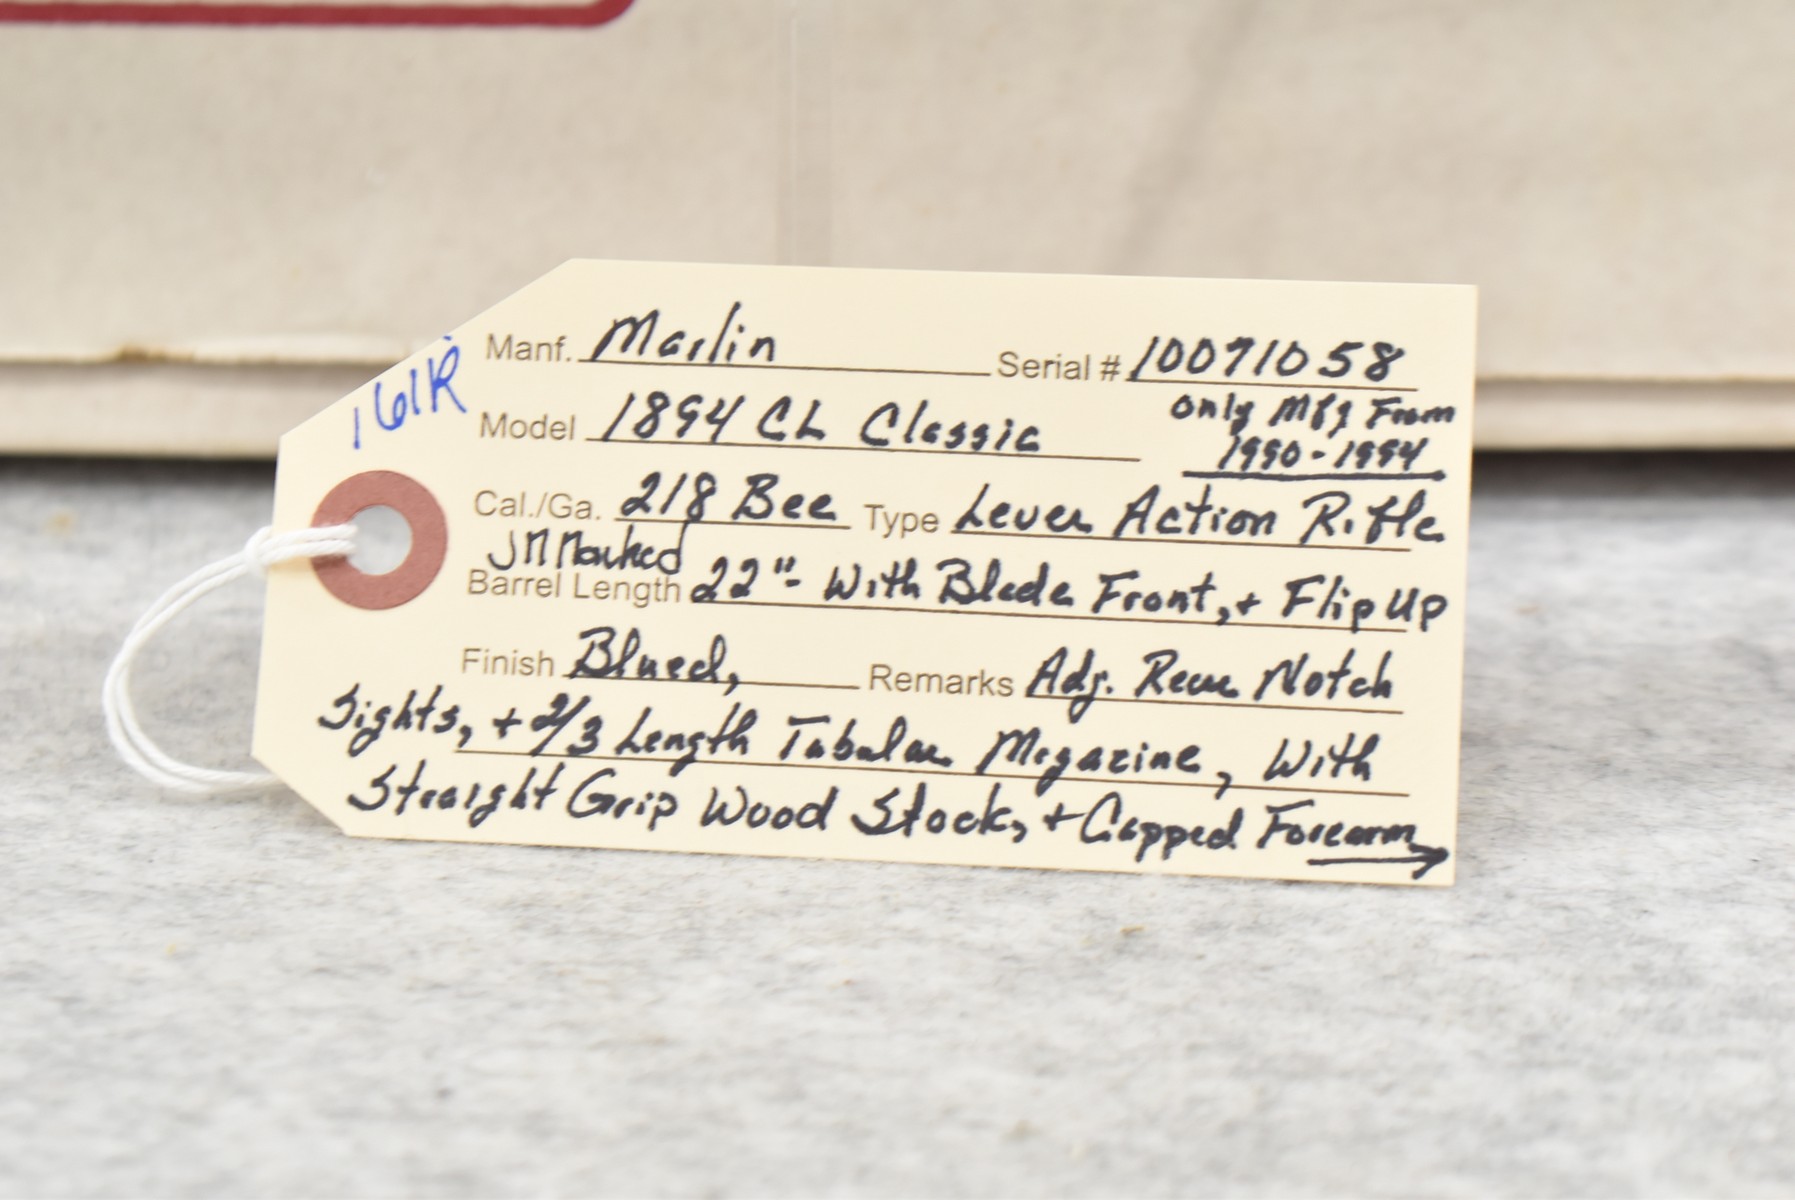 161R
Manf. Marlin Serial # 10071058
Model 1894 CL Classic only Mfg From
1990-1994
Cal./Ga. 218 Bee Type Lever Action Rifle
JM Marked
Barrel Length 22"- With Blade Front, + Flip Up
Finish Blued, Remarks Adj. Rear Notch
Sights, + 2/3 Length Tubular Magazine, With
Straight Grip Wood Stock, + Capped Forearm →